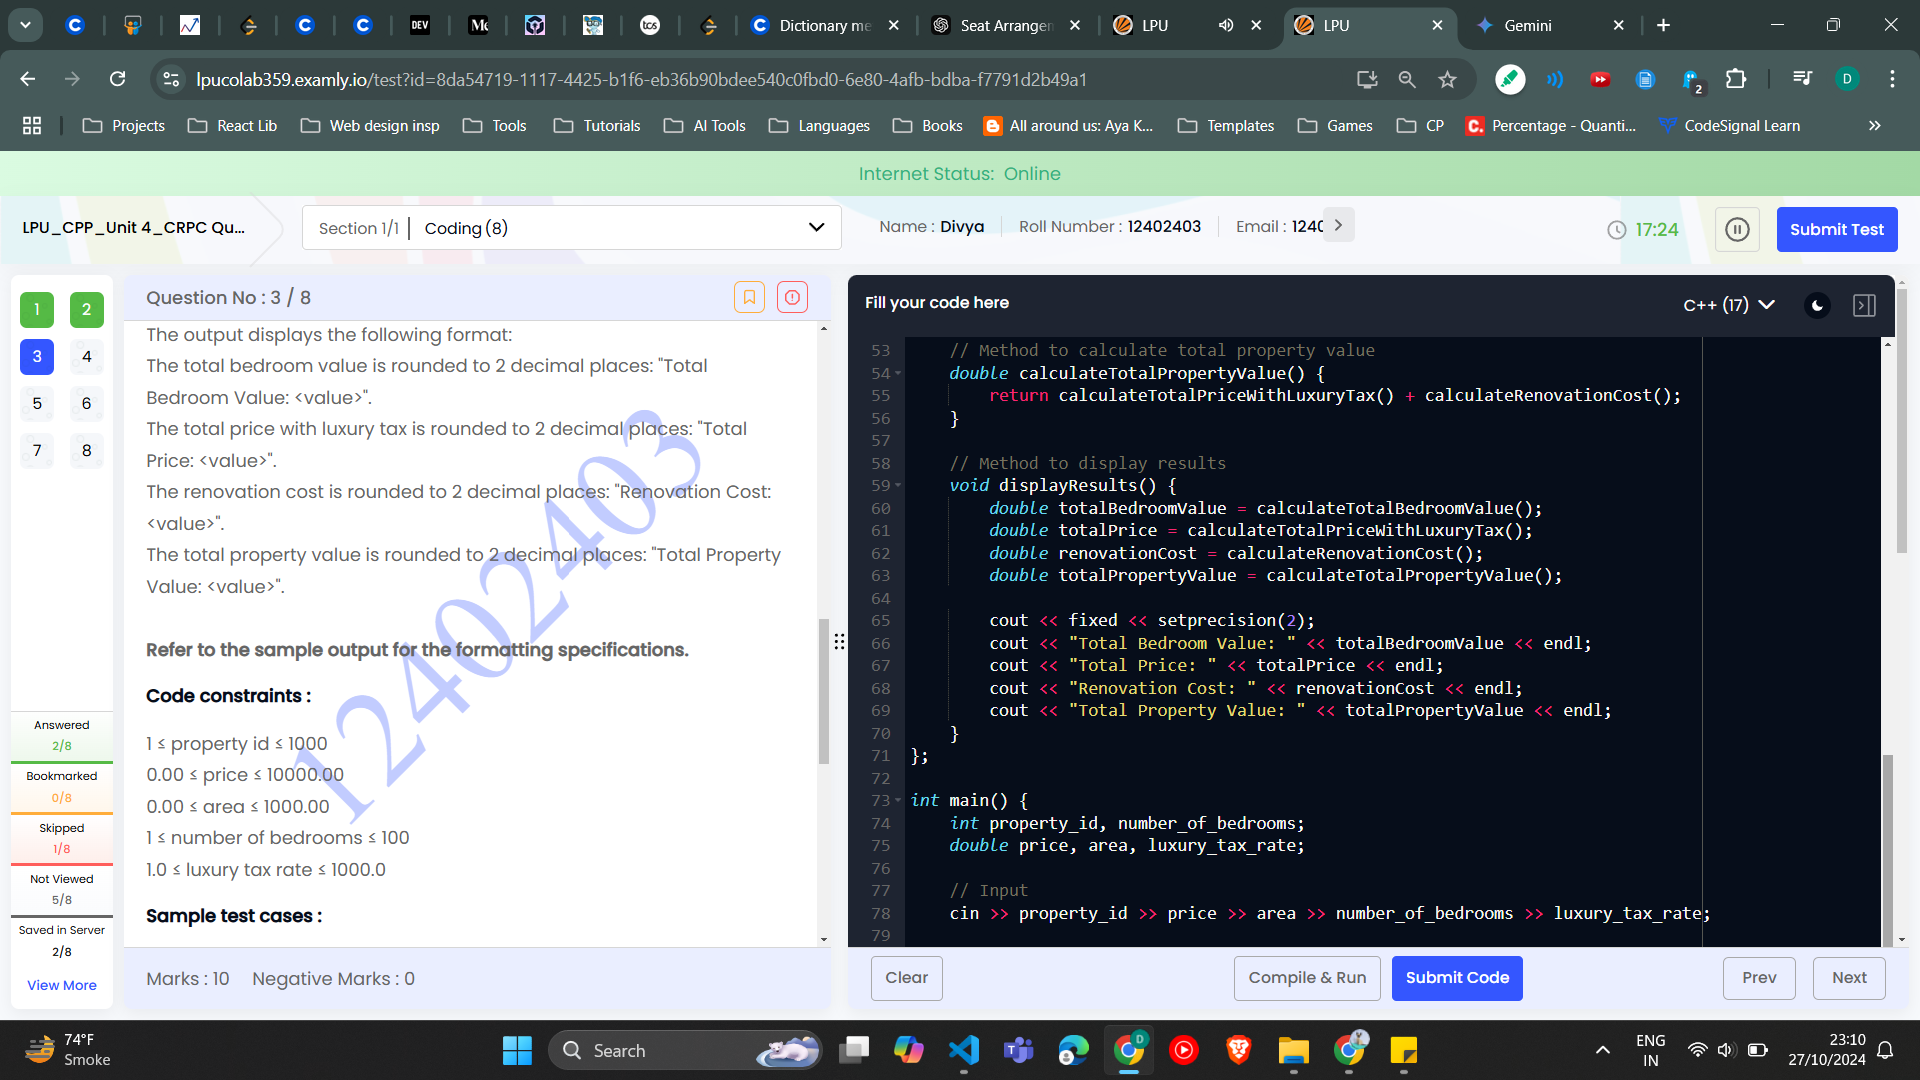 DEV
tcs
Dictionary me
Seat Arrangen
LPU
LPU
Gemini
lpucolab359.examly.io/test?id=8da54719-1117-4425-b1f6-eb36b90bdee540c0fbd0-6e80-4afb-bdba-f7791d2b49a1
2
D
Projects
React Lib
Web design insp
Tools
Tutorials
AI Tools
Languages
Books
All around us: Aya K...
Templates
Games
CP
Percentage - Quanti...
CodeSignal Learn
Internet Status: Online
LPU_CPP_Unit 4_CRPC Qu...
Section 1/1 | Coding (8)
Name : Divya
Roll Number : 12402403
Email : 1240
17:24
Submit Test
1 2
3 4
5 6
7 8
Answered
2/8
Bookmarked
0/8
Skipped
1/8
Not Viewed
5/8
Saved in Server
2/8
View More
Question No : 3 / 8
The output displays the following format:
The total bedroom value is rounded to 2 decimal places: "Total
Bedroom Value: <value>".
The total price with luxury tax is rounded to 2 decimal places: "Total
Price: <value>".
The renovation cost is rounded to 2 decimal places: "Renovation Cost:
<value>".
The total property value is rounded to 2 decimal places: "Total Property
Value: <value>".
Refer to the sample output for the formatting specifications.
Code constraints :
1 ≤ property id ≤ 1000
0.00 ≤ price ≤ 10000.00
0.00 ≤ area ≤ 1000.00
1 ≤ number of bedrooms ≤ 100
1.0 ≤ luxury tax rate ≤ 1000.0
Sample test cases :
12402403
Marks : 10 Negative Marks : 0
Fill your code here
C++ (17)
53 // Method to calculate total property value
54 double calculateTotalPropertyValue() {
55 return calculateTotalPriceWithLuxuryTax() + calculateRenovationCost();
56 }
57
58 // Method to display results
59 void displayResults() {
60 double totalBedroomValue = calculateTotalBedroomValue();
61 double totalPrice = calculateTotalPriceWithLuxuryTax();
62 double renovationCost = calculateRenovationCost();
63 double totalPropertyValue = calculateTotalPropertyValue();
64
65 cout << fixed << setprecision(2);
66 cout << "Total Bedroom Value: " << totalBedroomValue << endl;
67 cout << "Total Price: " << totalPrice << endl;
68 cout << "Renovation Cost: " << renovationCost << endl;
69 cout << "Total Property Value: " << totalPropertyValue << endl;
70 }
71 };
72
73 int main() {
74 int property_id, number_of_bedrooms;
75 double price, area, luxury_tax_rate;
76
77 // Input
78 cin >> property_id >> price >> area >> number_of_bedrooms >> luxury_tax_rate;
79
Clear
Compile & Run
Submit Code
Prev
Next
74°F
Smoke
Search
ENG
IN
23:10
27/10/2024